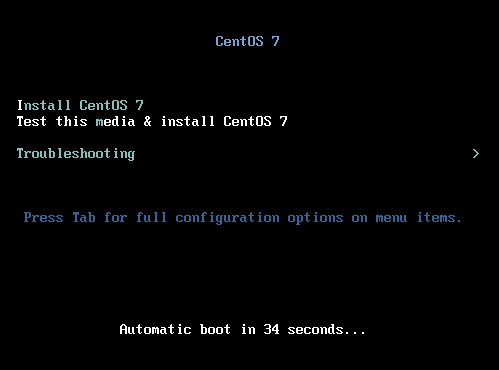 CentOS 7
Install CentOS 7
Test this media & install CentOS 7
Troubleshooting >
Press Tab for full configuration options on menu items.
Automatic boot in 34 seconds...